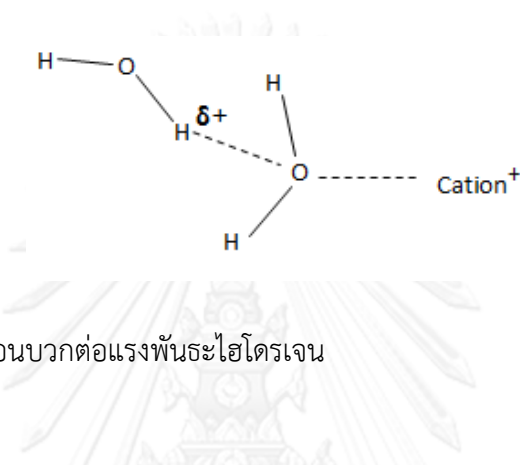 H O
H δ+
H
O Cation+
H
อนบวกต่อแรงพันธะไฮโดรเจน